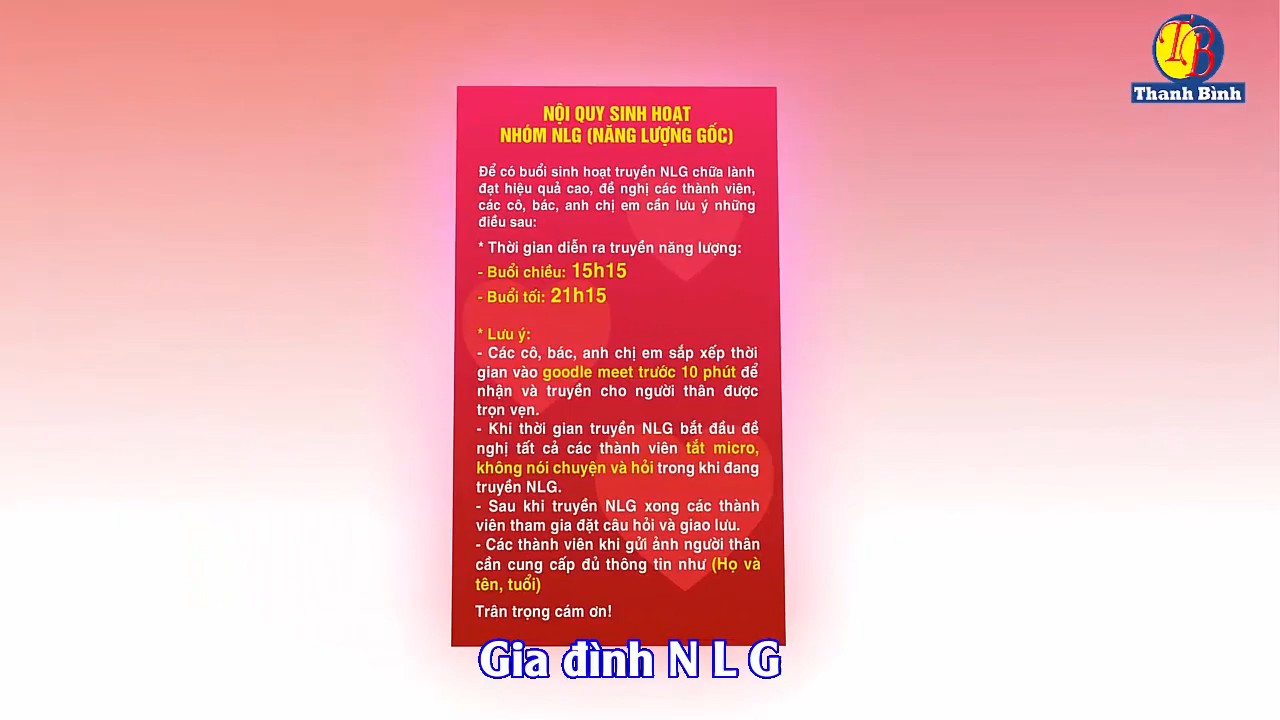 TB
Thanh Bình
NỘI QUY SINH HOẠT
NHÓM NLG (NĂNG LƯỢNG GỐC)
Để có buổi sinh hoạt truyền NLG chữa lành
đạt hiệu quả cao, đề nghị các thành viên,
các cô, bác, anh chị em cần lưu ý những
điều sau:
* Thời gian diễn ra truyền năng lượng:
- Buổi chiều: 15h15
- Buổi tối: 21h15
* Lưu ý:
- Các cô, bác, anh chị em sắp xếp thời
gian vào goodle meet trước 10 phút để
nhận và truyền cho người thân được
trọn vẹn.
- Khi thời gian truyền NLG bắt đầu đề
nghị tất cả các thành viên tắt micro,
không nói chuyện và hỏi trong khi đang
truyền NLG.
- Sau khi truyền NLG xong các thành
viên tham gia đặt câu hỏi và giao lưu.
- Các thành viên khi gửi ảnh người thân
cần cung cấp đủ thông tin như (Họ và
tên, tuổi)
Trân trọng cám ơn!
Gia đình N L G